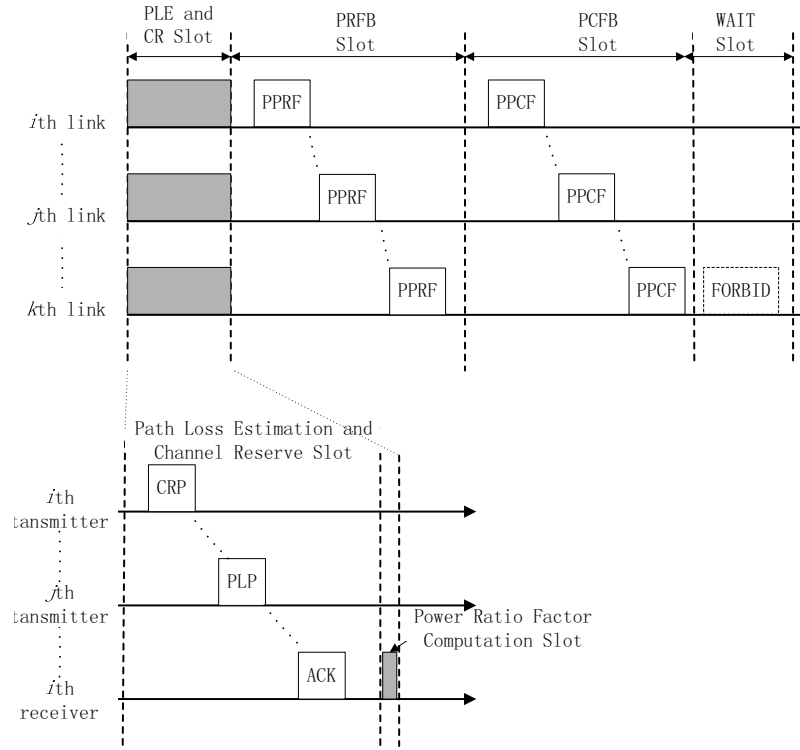 PLE and
CR Slot
PRFB
Slot
PCFB
Slot
WAIT
Slot
ith link
PPRF
PPCF
jth link
PPRF
PPCF
kth link
PPRF
PPCF
FORBID
Path Loss Estimation and
Channel Reserve Slot
ith
tansmitter
CRP
jth
tansmitter
PLP
Power Ratio Factor
Computation Slot
ith
receiver
ACK